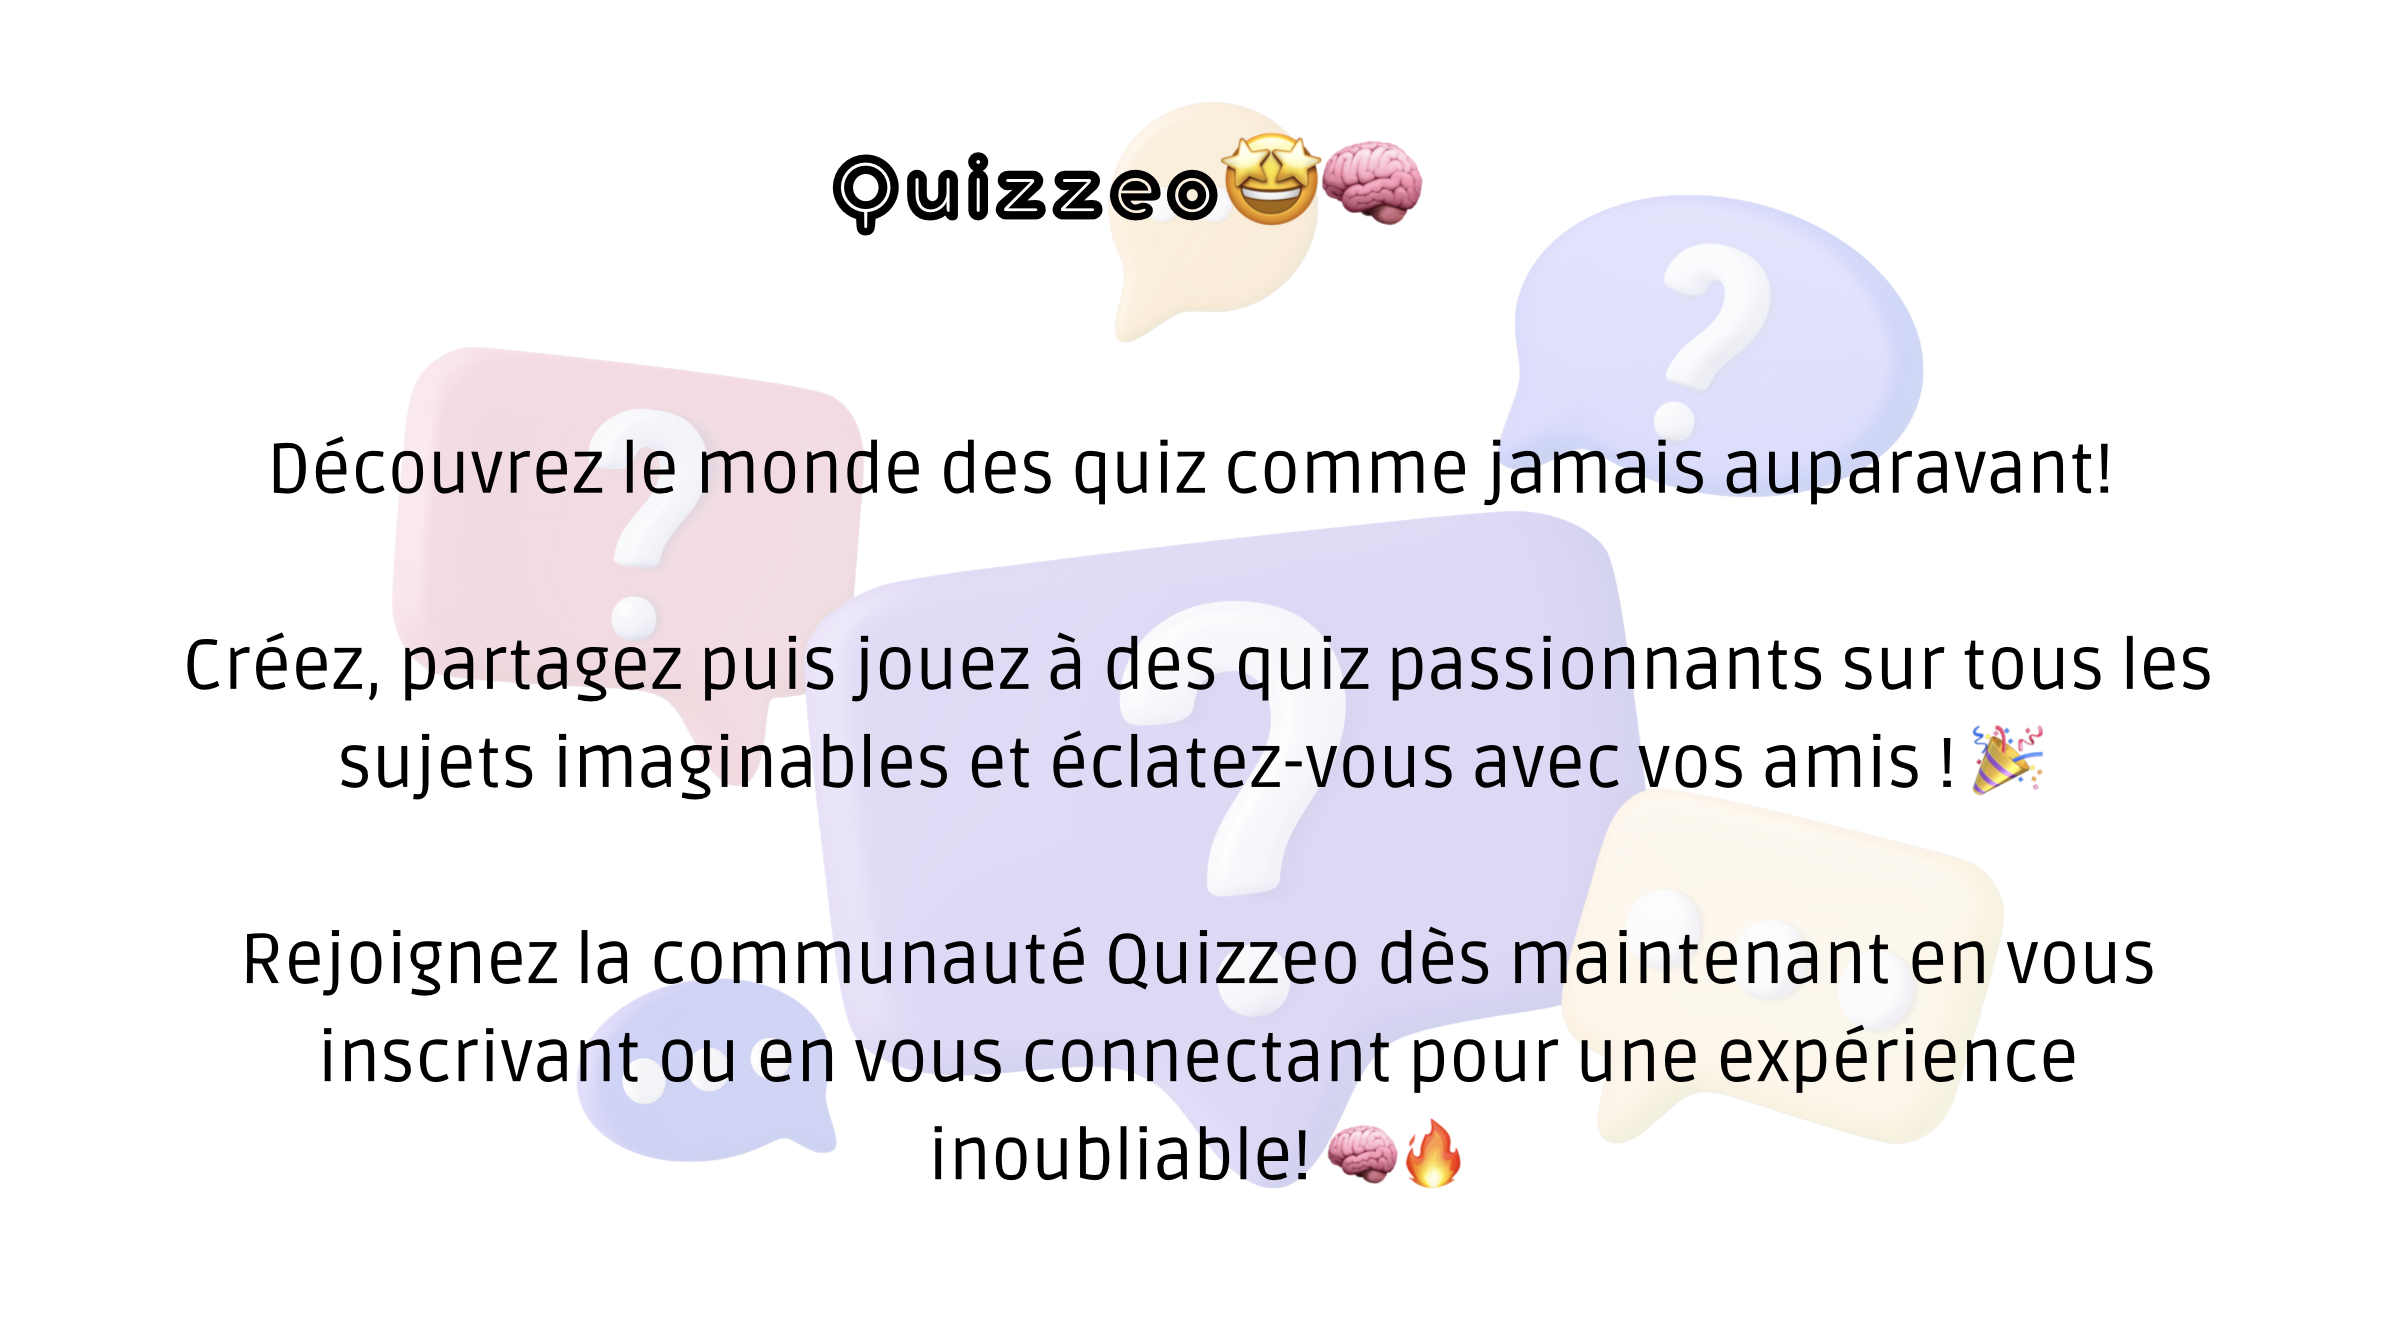 Quizzeo🤩🧠
Découvrez le monde des quiz comme jamais auparavant!
Créez, partagez puis jouez à des quiz passionnants sur tous les
sujets imaginables et éclatez-vous avec vos amis ! 🎉
Rejoignez la communauté Quizzeo dès maintenant en vous
inscrivant ou en vous connectant pour une expérience
inoubliable! 🧠🔥